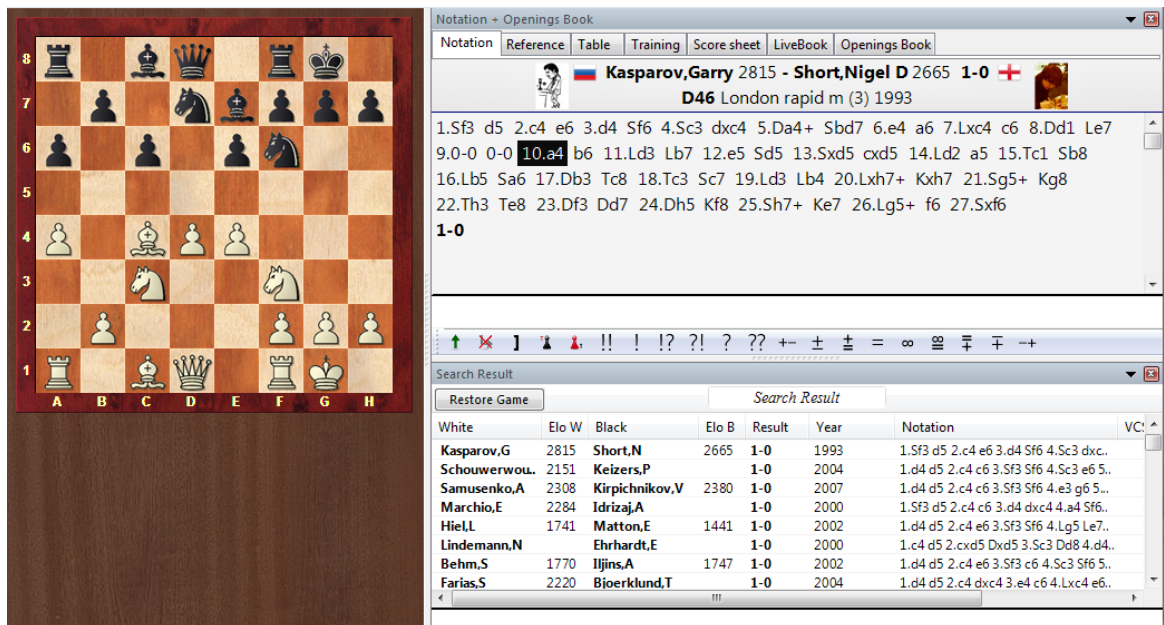 Notation + Openings Book
Notation Reference Table Training Score sheet LiveBook Openings Book
Kasparov,Garry 2815 - Short,Nigel D 2665 1-0
D46 London rapid m (3) 1993
1.Sf3 d5 2.c4 e6 3.d4 Sf6 4.Sc3 dxc4 5.Da4+ Sbd7 6.e4 a6 7.Lxc4 c6 8.Dd1 Le7
9.0-0 0-0 10.a4 b6 11.Ld3 Lb7 12.e5 Sd5 13.Sxd5 cxd5 14.Ld2 a5 15.Tc1 Sb8
16.Lb5 Sa6 17.Db3 Tc8 18.Tc3 Sc7 19.Ld3 Lb4 20.Lxh7+ Kxh7 21.Sg5+ Kg8
22.Th3 Te8 23.Df3 Dd7 24.Dh5 Kf8 25.Sh7+ Ke7 26.Lg5+ f6 27.Sxf6
1-0
8
7
6
5
4
3
2
1
A B C D E F G H
] !! ! !? ?! ? ?? +− ± ⩲ = ∞ ⯹ ⩱ ∓ −+
Search Result
Restore Game Search Result
White Elo W Black Elo B Result Year Notation VC:
Kasparov,G 2815 Short,N 2665 1-0 1993 1.Sf3 d5 2.c4 e6 3.d4 Sf6 4.Sc3 dxc..
Schouwerwou.. 2151 Keizers,P 1-0 2004 1.d4 d5 2.c4 c6 3.Sf3 Sf6 4.Sc3 e6 5..
Samusenko,A 2308 Kirpichnikov,V 2380 1-0 2007 1.d4 d5 2.c4 c6 3.Sf3 Sf6 4.e3 g6 5...
Marchio,E 2284 Idrizaj,A 1-0 2000 1.Sf3 d5 2.c4 c6 3.d4 dxc4 4.a4 Sf6..
Hiel,L 1741 Matton,E 1441 1-0 2002 1.d4 d5 2.c4 e6 3.Sf3 Sf6 4.Lg5 Le7..
Lindemann,N Ehrhardt,E 1-0 2000 1.c4 d5 2.cxd5 Dxd5 3.Sc3 Dd8 4.d4..
Behm,S 1770 Iljins,A 1747 1-0 2002 1.d4 d5 2.c4 e6 3.Sf3 c6 4.Sc3 Sf6 5..
Farias,S 2220 Bjoerklund,T 1-0 2004 1.d4 d5 2.c4 dxc4 3.e4 c6 4.Lxc4 e6..